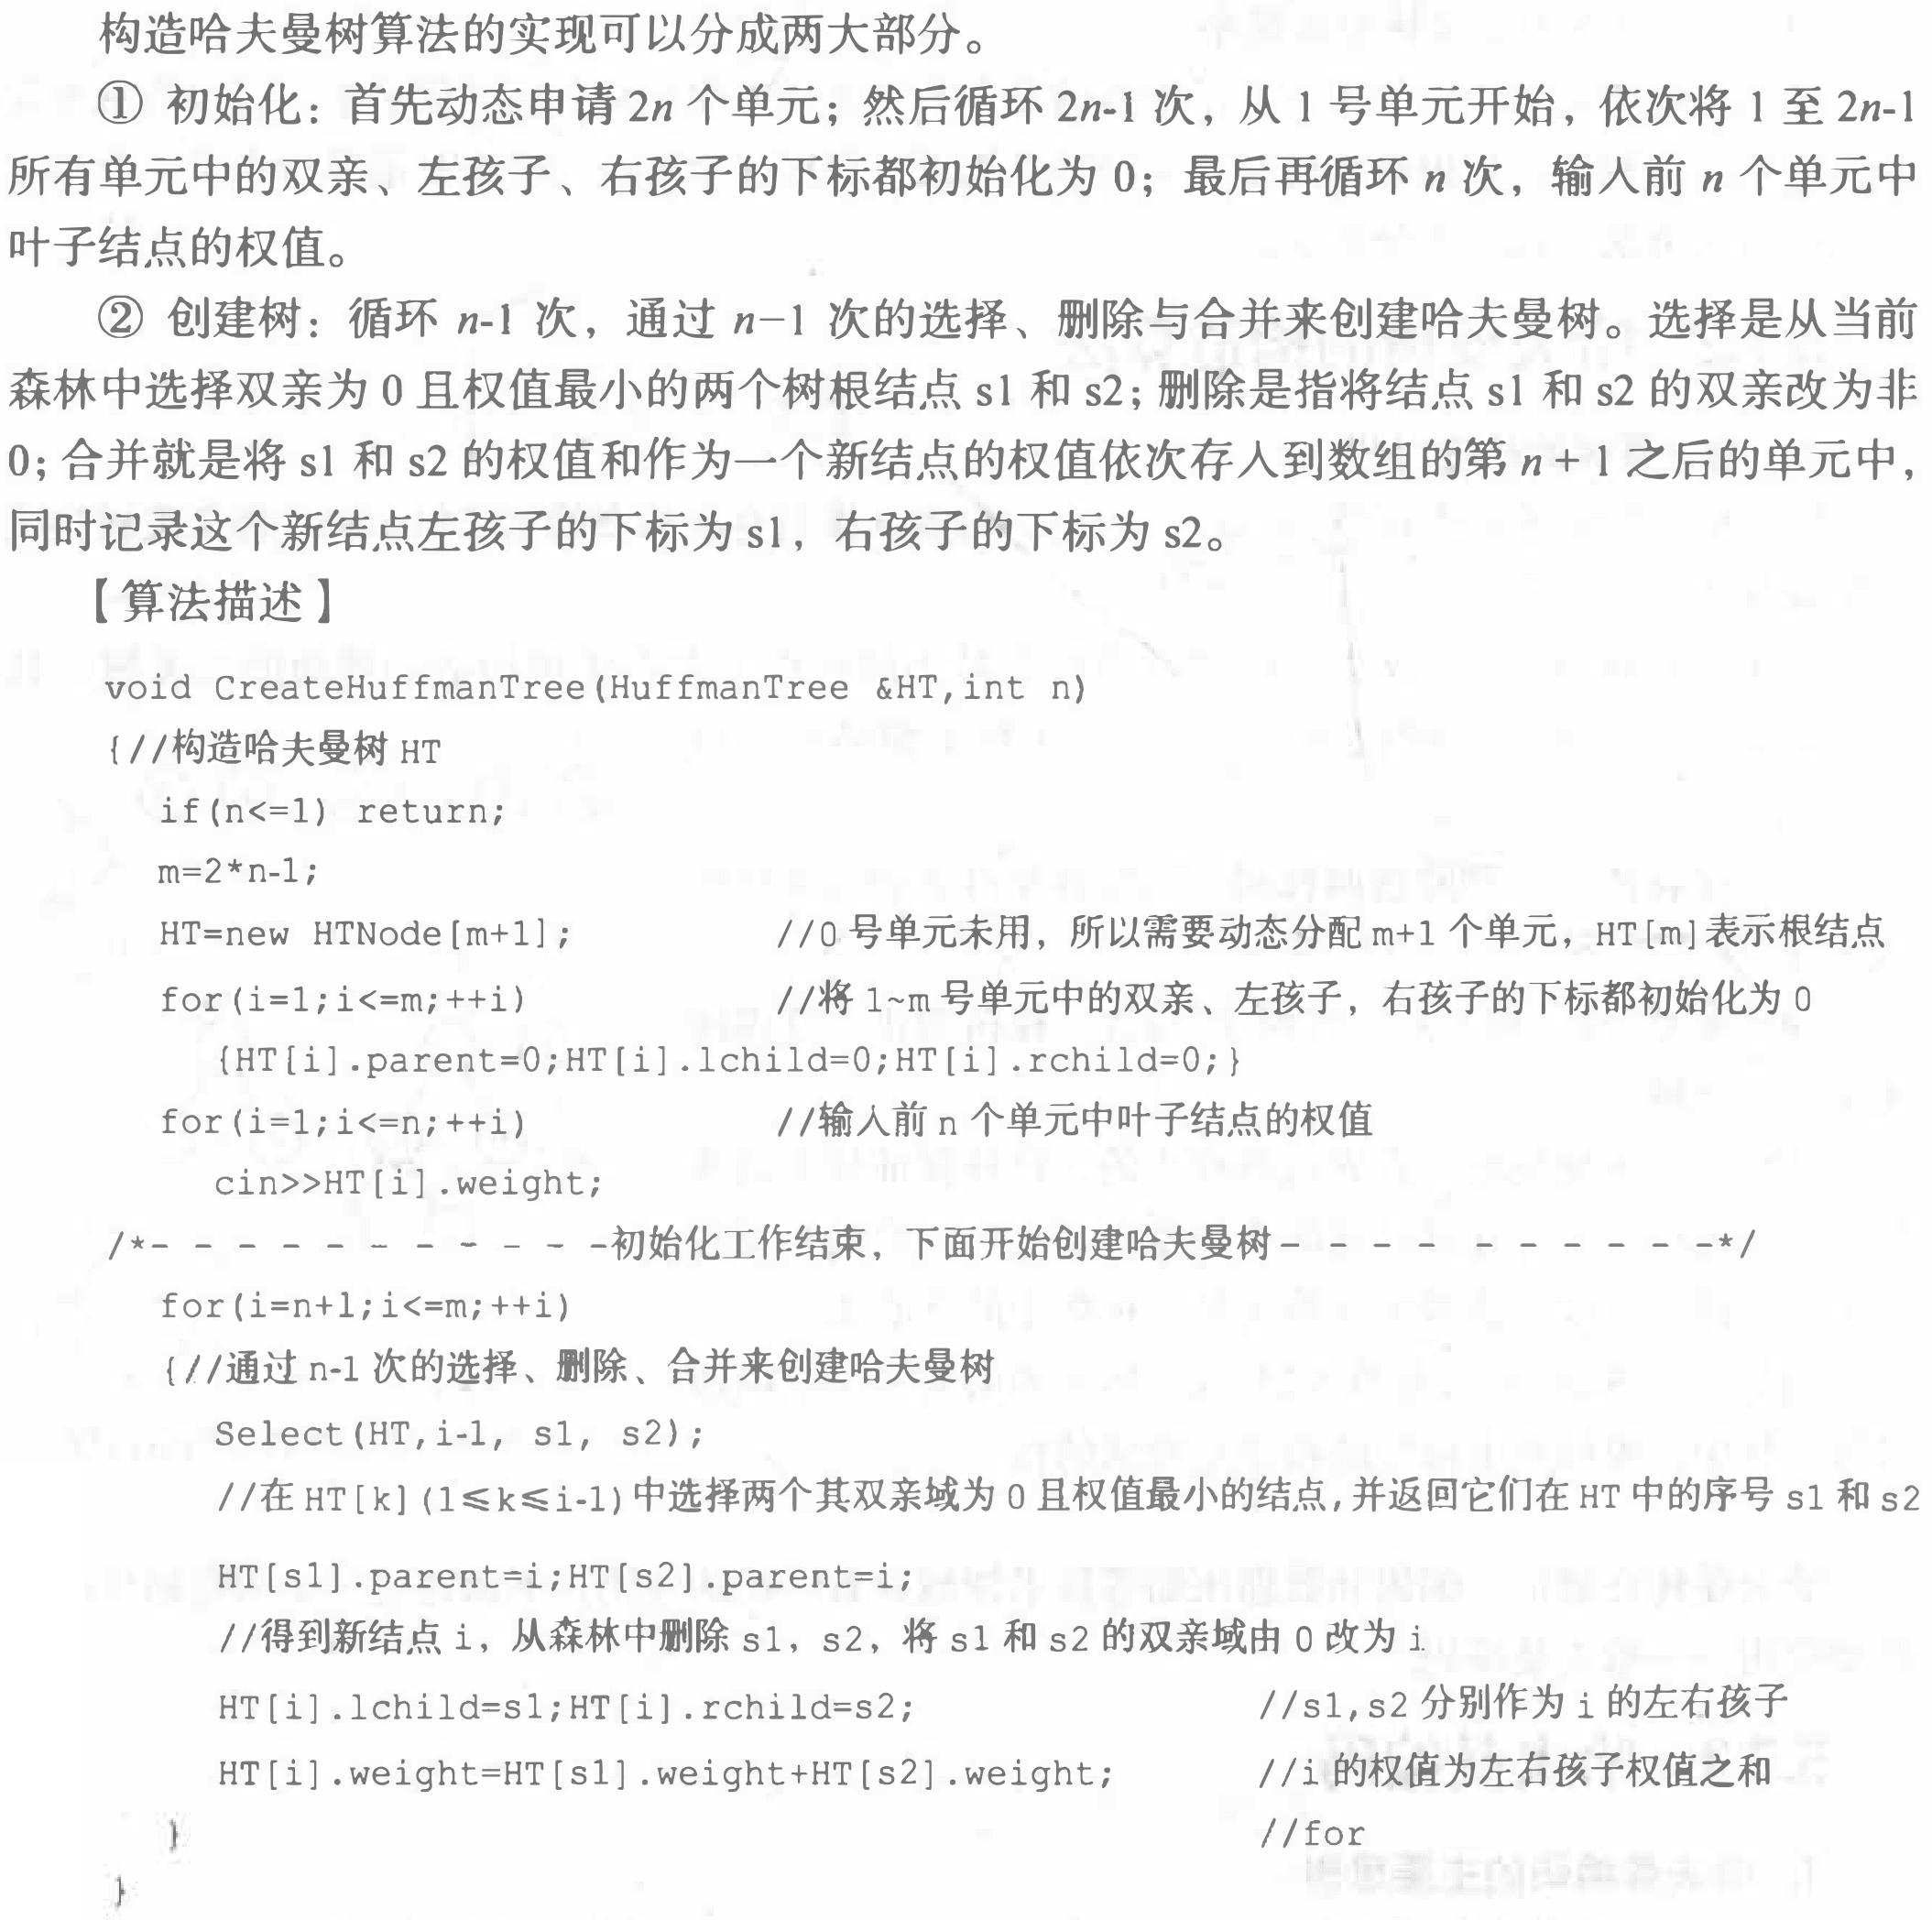 构造哈夫曼树算法的实现可以分成两大部分。
① 初始化：首先动态申请 2n 个单元；然后循环 2n-1 次，从 1 号单元开始，依次将 1 至 2n-1
所有单元中的双亲、左孩子、右孩子的下标都初始化为 0；最后再循环 n 次，输入前 n 个单元中
叶子结点的权值。
② 创建树：循环 n-1 次，通过 n−1 次的选择、删除与合并来创建哈夫曼树。选择是从当前
森林中选择双亲为 0 且权值最小的两个树根结点 s1 和 s2；删除是指将结点 s1 和 s2 的双亲改为非
0；合并就是将 s1 和 s2 的权值和作为一个新结点的权值依次存入到数组的第 n + 1 之后的单元中，
同时记录这个新结点左孩子的下标为 s1，右孩子的下标为 s2。
【算法描述】
void CreateHuffmanTree(HuffmanTree &HT,int n)
{//构造哈夫曼树 HT
if(n<=1) return;
m=2*n-1;
HT=new HTNode[m+1]; //0 号单元未用，所以需要动态分配 m+1 个单元，HT[m]表示根结点
for(i=1;i<=m;++i) //将 1~m 号单元中的双亲、左孩子，右孩子的下标都初始化为 0
{HT[i].parent=0;HT[i].lchild=0;HT[i].rchild=0;}
for(i=1;i<=n;++i) //输入前 n 个单元中叶子结点的权值
cin>>HT[i].weight;
/*- - - - - - - - - - -初始化工作结束，下面开始创建哈夫曼树- - - - - - - - - - -*/
for(i=n+1;i<=m;++i)
{//通过 n-1 次的选择、删除、合并来创建哈夫曼树
Select(HT,i-1, s1, s2);
//在 HT[k](1≤k≤i-1)中选择两个其双亲域为 0 且权值最小的结点,并返回它们在 HT 中的序号 s1 和 s2
HT[s1].parent=i;HT[s2].parent=i;
//得到新结点 i，从森林中删除 s1，s2，将 s1 和 s2 的双亲域由 0 改为 i
HT[i].lchild=s1;HT[i].rchild=s2; //s1,s2 分别作为 i 的左右孩子
HT[i].weight=HT[s1].weight+HT[s2].weight; //i 的权值为左右孩子权值之和
} //for
}